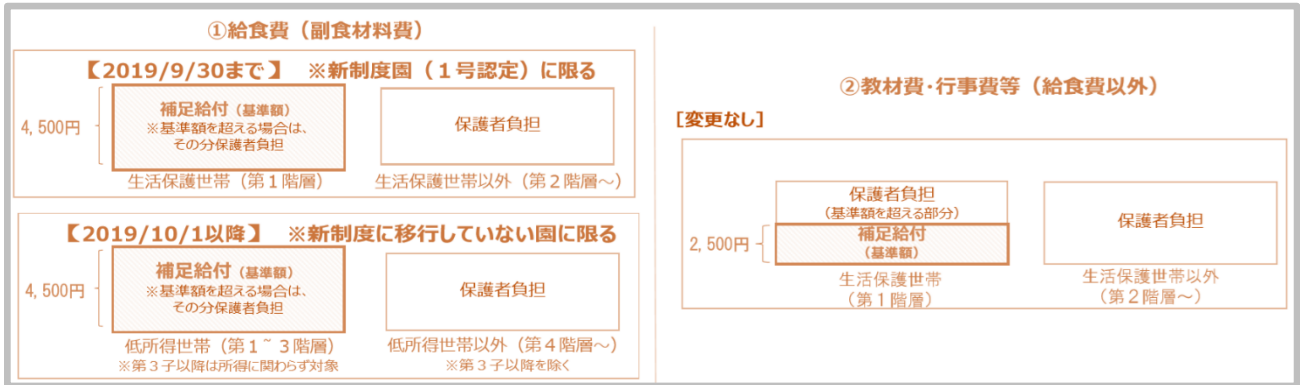 ①給食費（副食材料費）
【2019/9/30まで】　※新制度園（１号認定）に限る
4,500円
補足給付（基準額）
※基準額を超える場合は、
その分保護者負担
保護者負担
生活保護世帯（第１階層）
生活保護世帯以外（第２階層～）
【2019/10/1以降】　※新制度に移行していない園に限る
4,500円
補足給付（基準額）
※基準額を超える場合は、
その分保護者負担
保護者負担
低所得世帯（第１~３階層）
※第３子以降は所得に関わらず対象
低所得世帯以外（第４階層～）
※第３子以降を除く
②教材費・行事費等（給食費以外）
［変更なし］
保護者負担
（基準額を超える部分）
2,500円
補足給付
（基準額）
生活保護世帯
（第１階層）
保護者負担
生活保護世帯以外
（第２階層～）